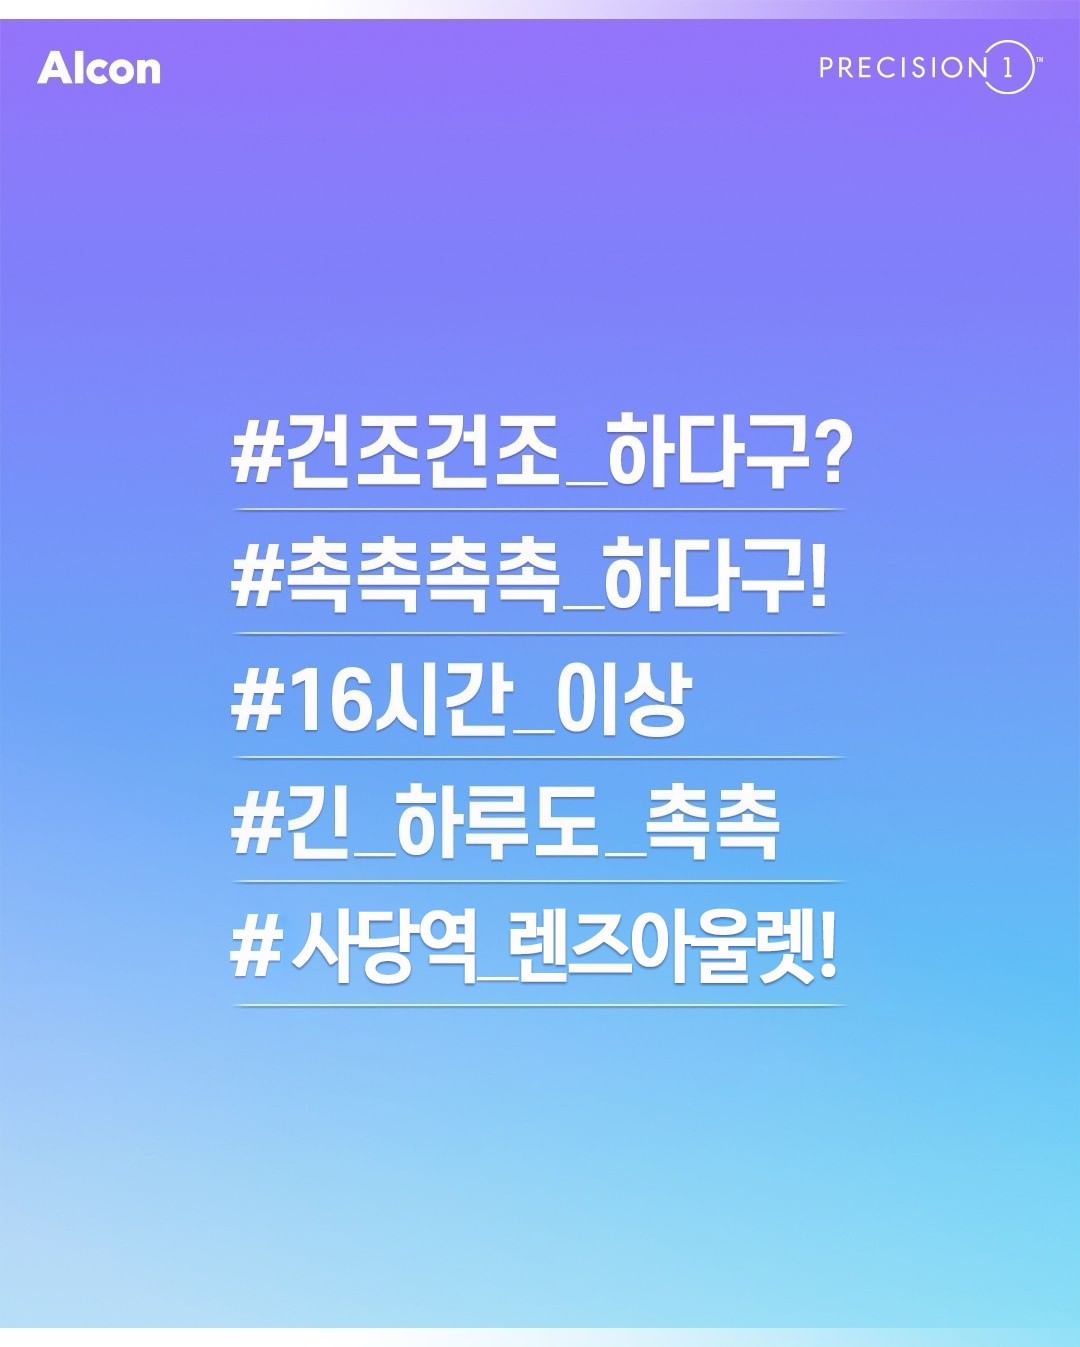 Alcon
PRECISION 1™
#건조건조_하다구?
#촉촉촉촉_하다구!
#16시간_이상
#긴_하루도_촉촉
# 사당역_렌즈아울렛!